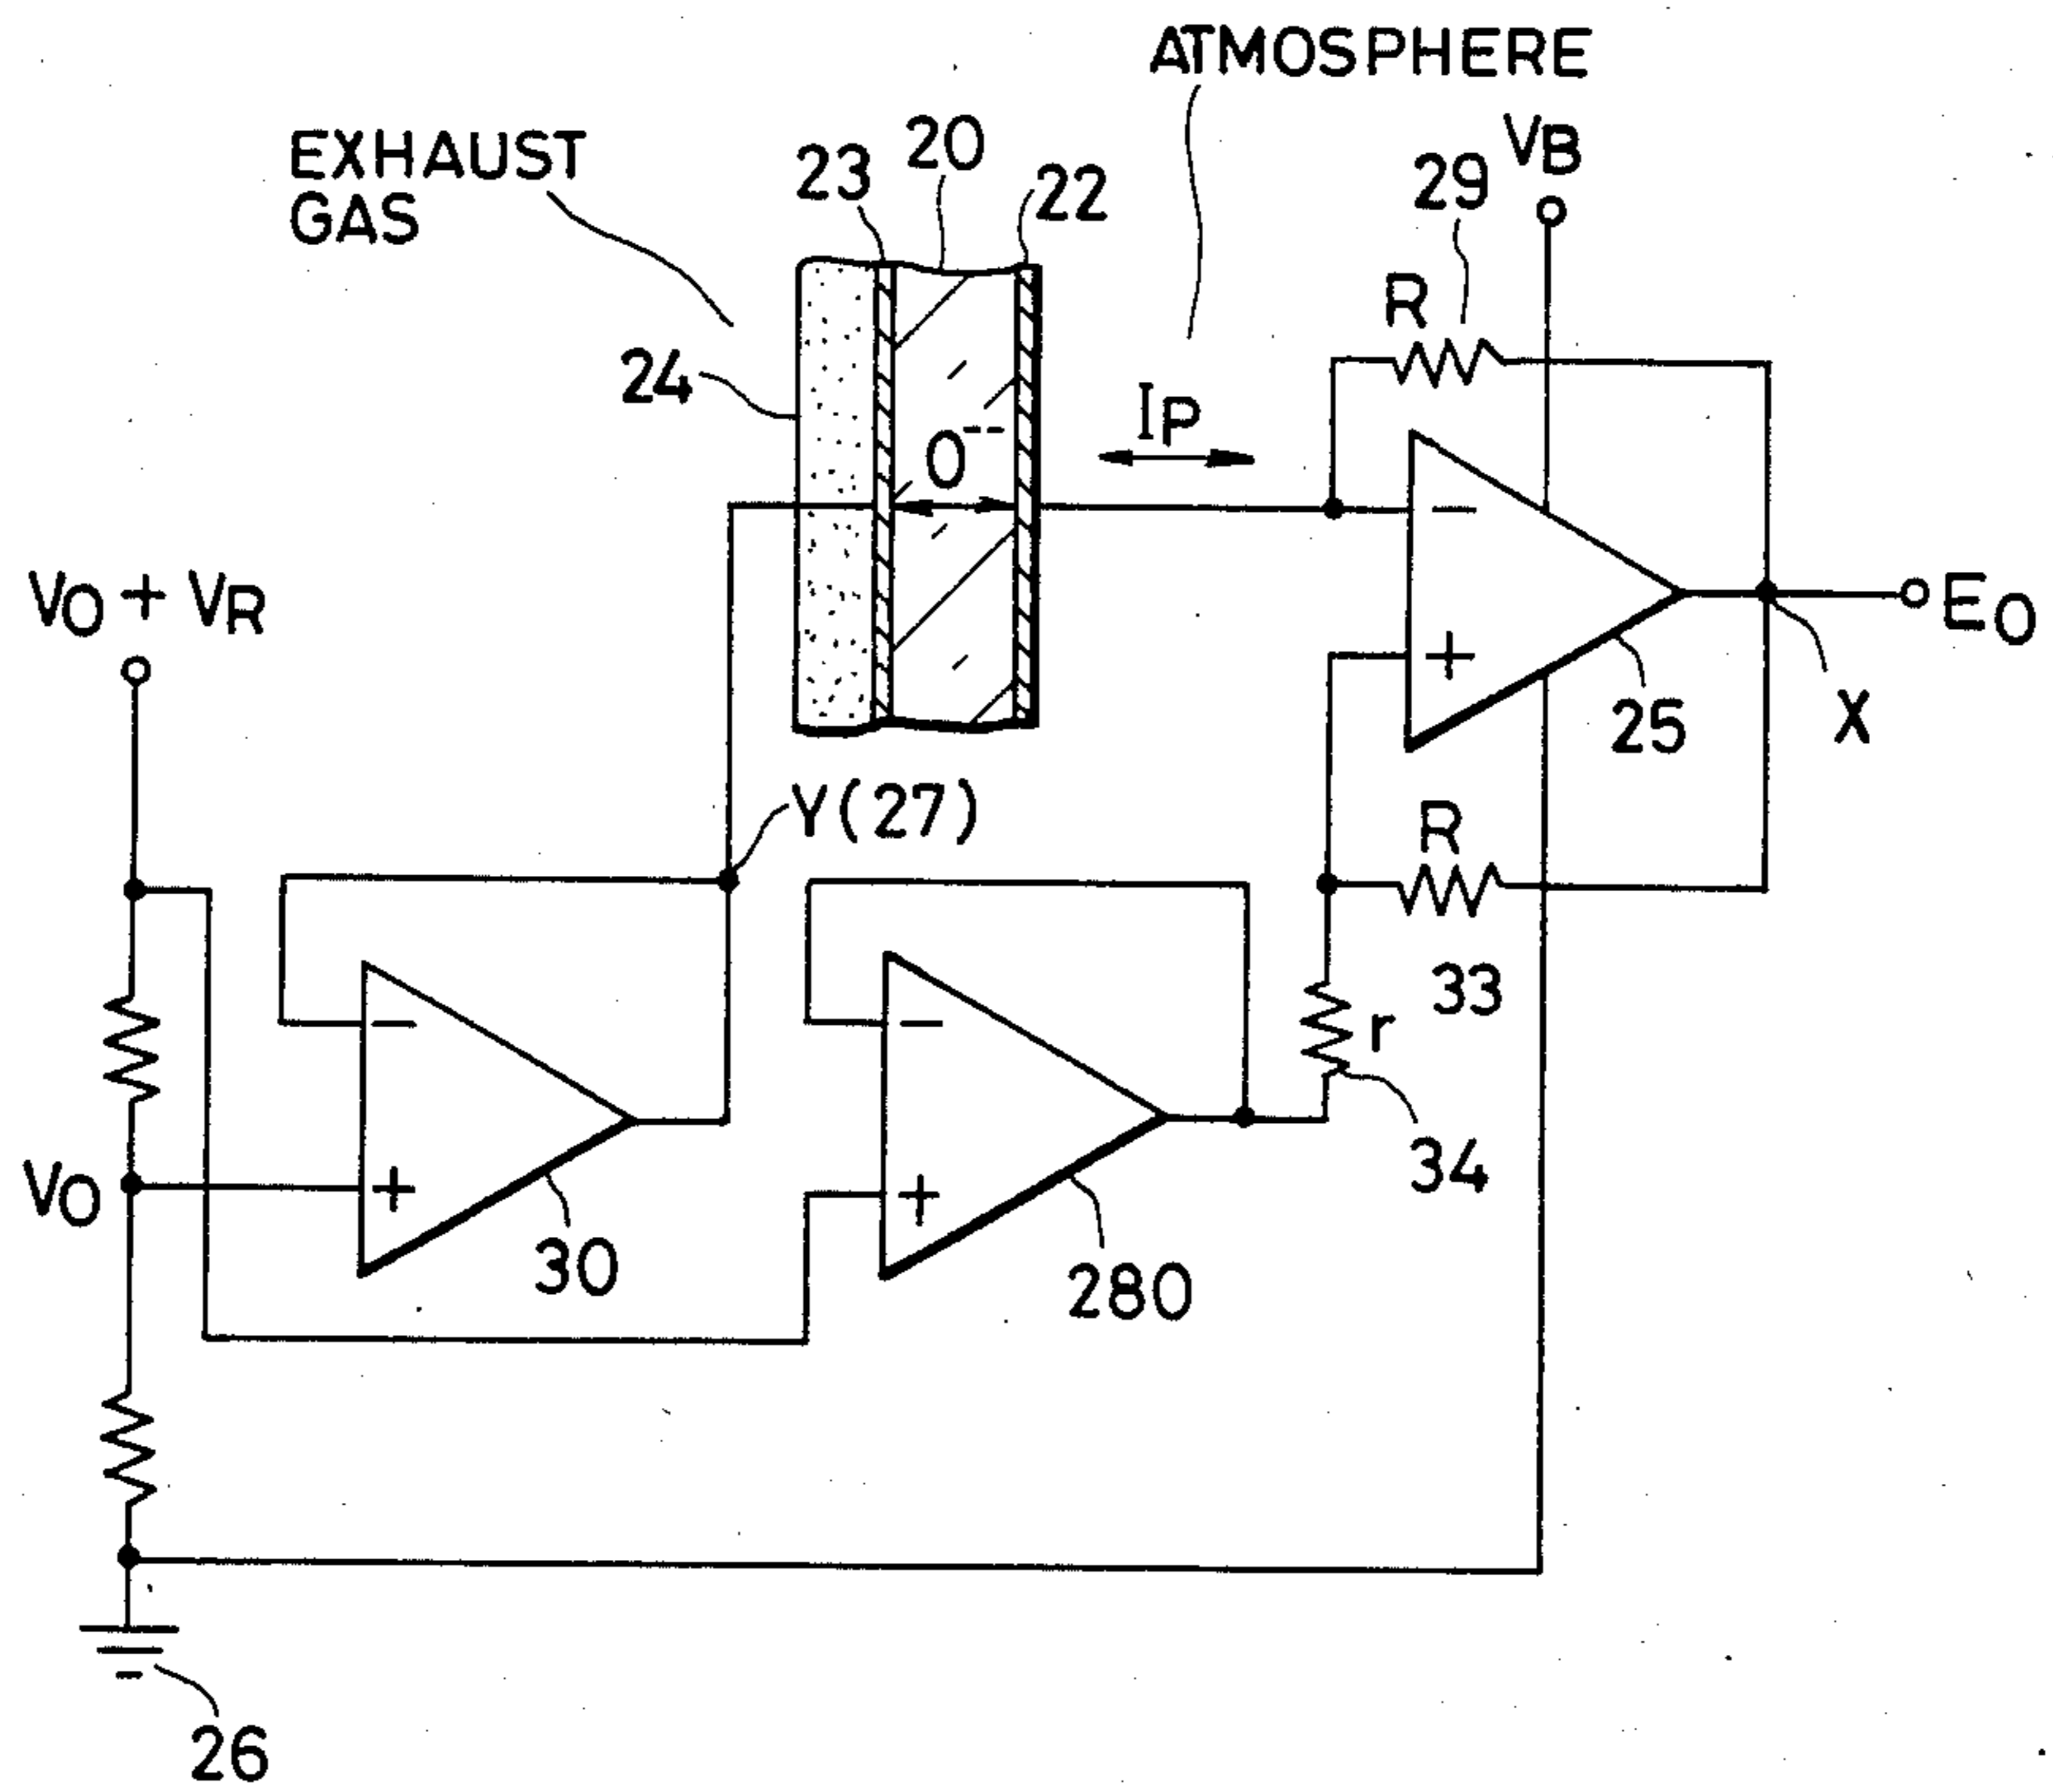 ATMOSPHERE
EXHAUST
GAS
23
20
22
29
VB
R
24
IP
O--
−
+
VO + VR
EO
25
X
Y(27)
R
33
−
−
r
34
VO
+
+
30
280
26